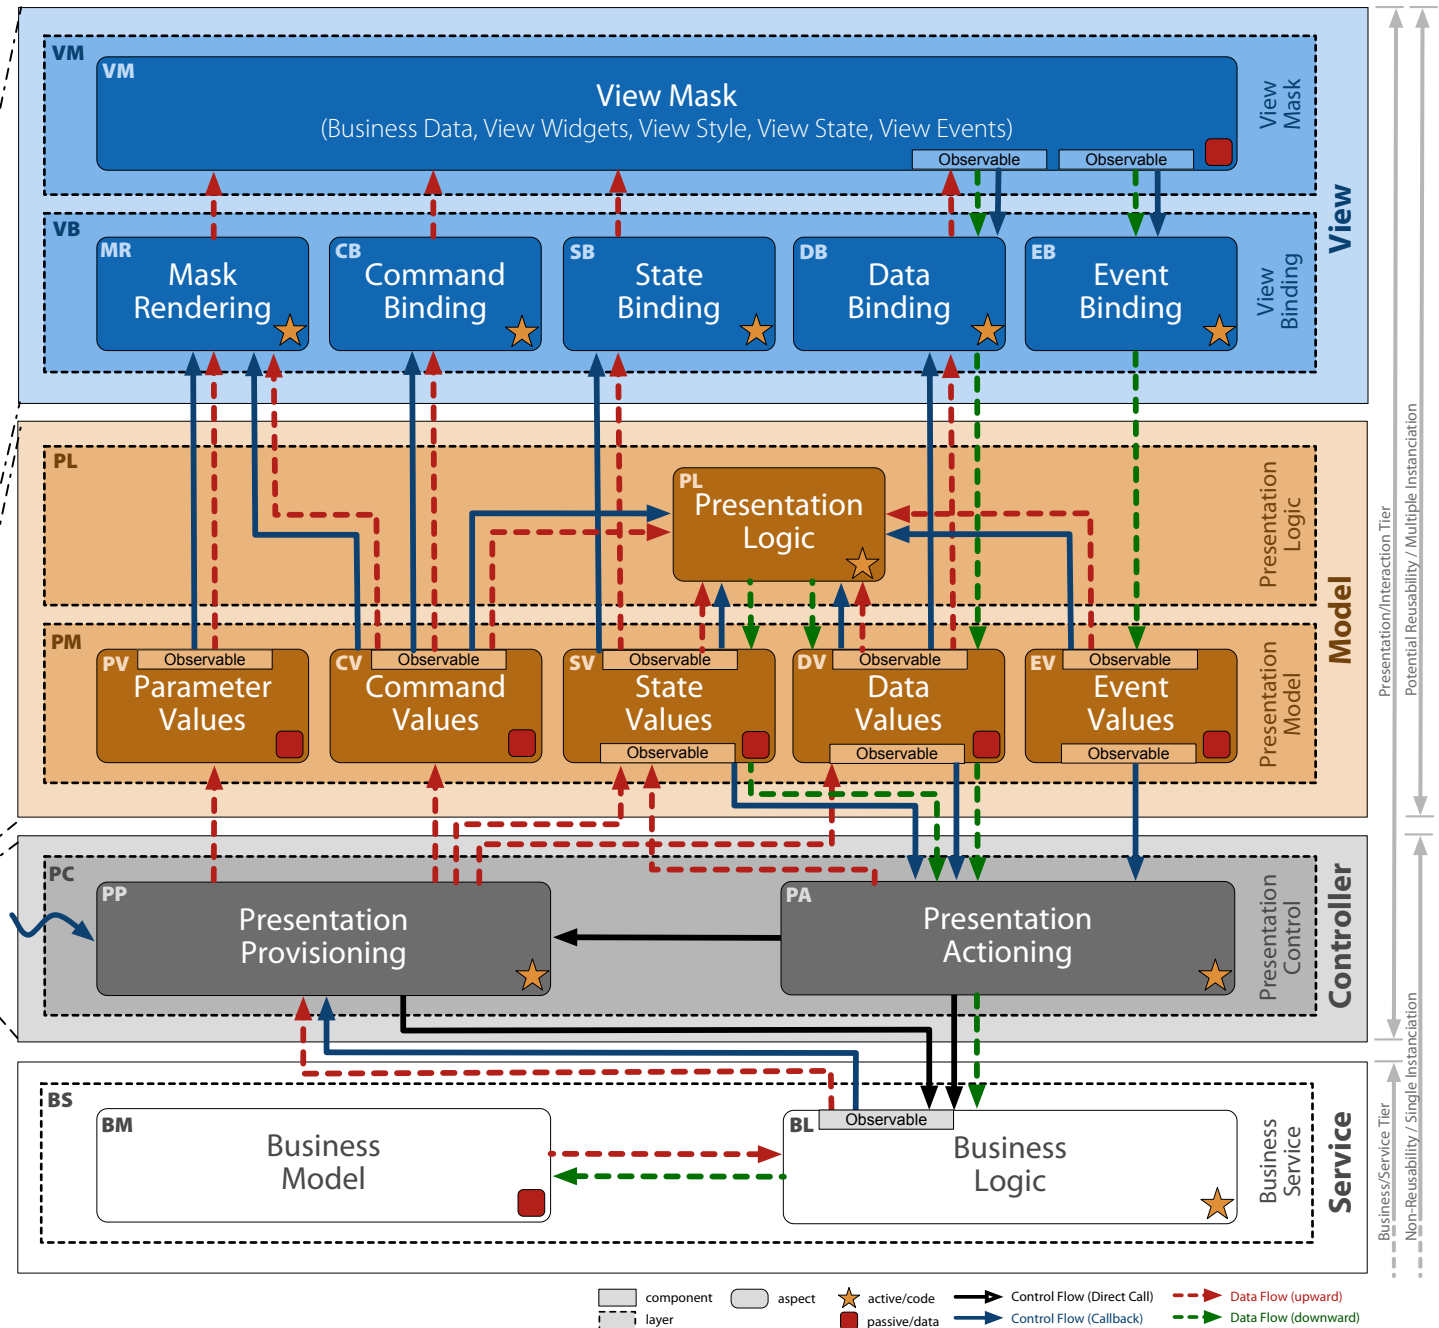 VM
VM
View Mask
(Business Data, View Widgets, View Style, View State, View Events)
Observable
Observable
View
Mask
VB
MR
Mask
Rendering
CB
Command
Binding
SB
State
Binding
DB
Data
Binding
EB
Event
Binding
View
Binding
View
PL
PL
Presentation
Logic
Presentation
Logic
PM
PV
Observable
Parameter
Values
CV
Observable
Command
Values
SV
Observable
State
Values
Observable
DV
Observable
Data
Values
Observable
EV
Observable
Event
Values
Observable
Presentation
Model
Model
PC
PP
Presentation
Provisioning
PA
Presentation
Actioning
Presentation
Control
Controller
BS
BM
Business
Model
BL
Observable
Business
Logic
Business
Service
Service
Presentation/Interaction Tier
Potential Reusability / Multiple Instanciation
Business/Service Tier
Non-Reusability / Single Instanciation
component
layer
aspect
active/code
passive/data
Control Flow (Direct Call)
Control Flow (Callback)
Data Flow (upward)
Data Flow (downward)